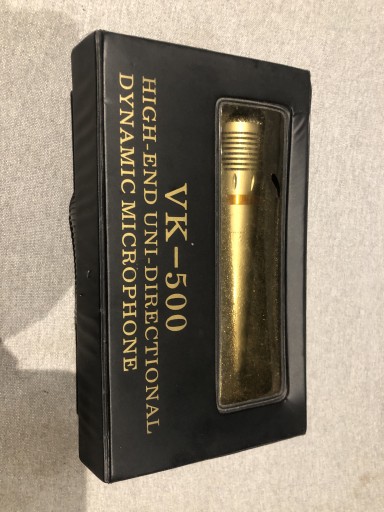 VK-500
HIGH-END UNI-DIRECTIONAL
DYNAMIC MICROPHONE